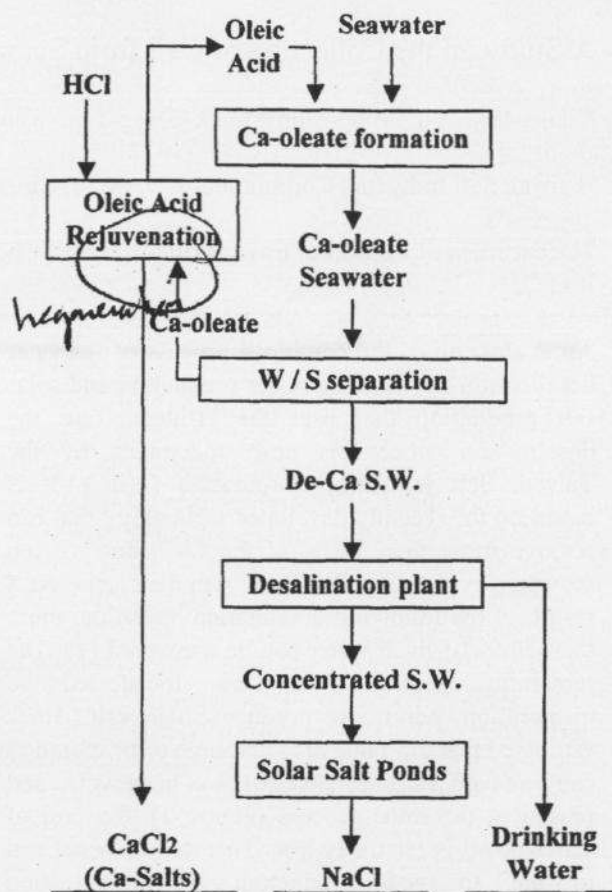 Oleic
Acid
Seawater
HCl
Ca-oleate formation
Oleic Acid
Rejuvenation
Ca-oleate
Seawater
Ca-oleate
W / S separation
De-Ca S.W.
Desalination plant
Concentrated S.W.
Solar Salt Ponds
CaCl2
(Ca-Salts)
NaCl
Drinking
Water